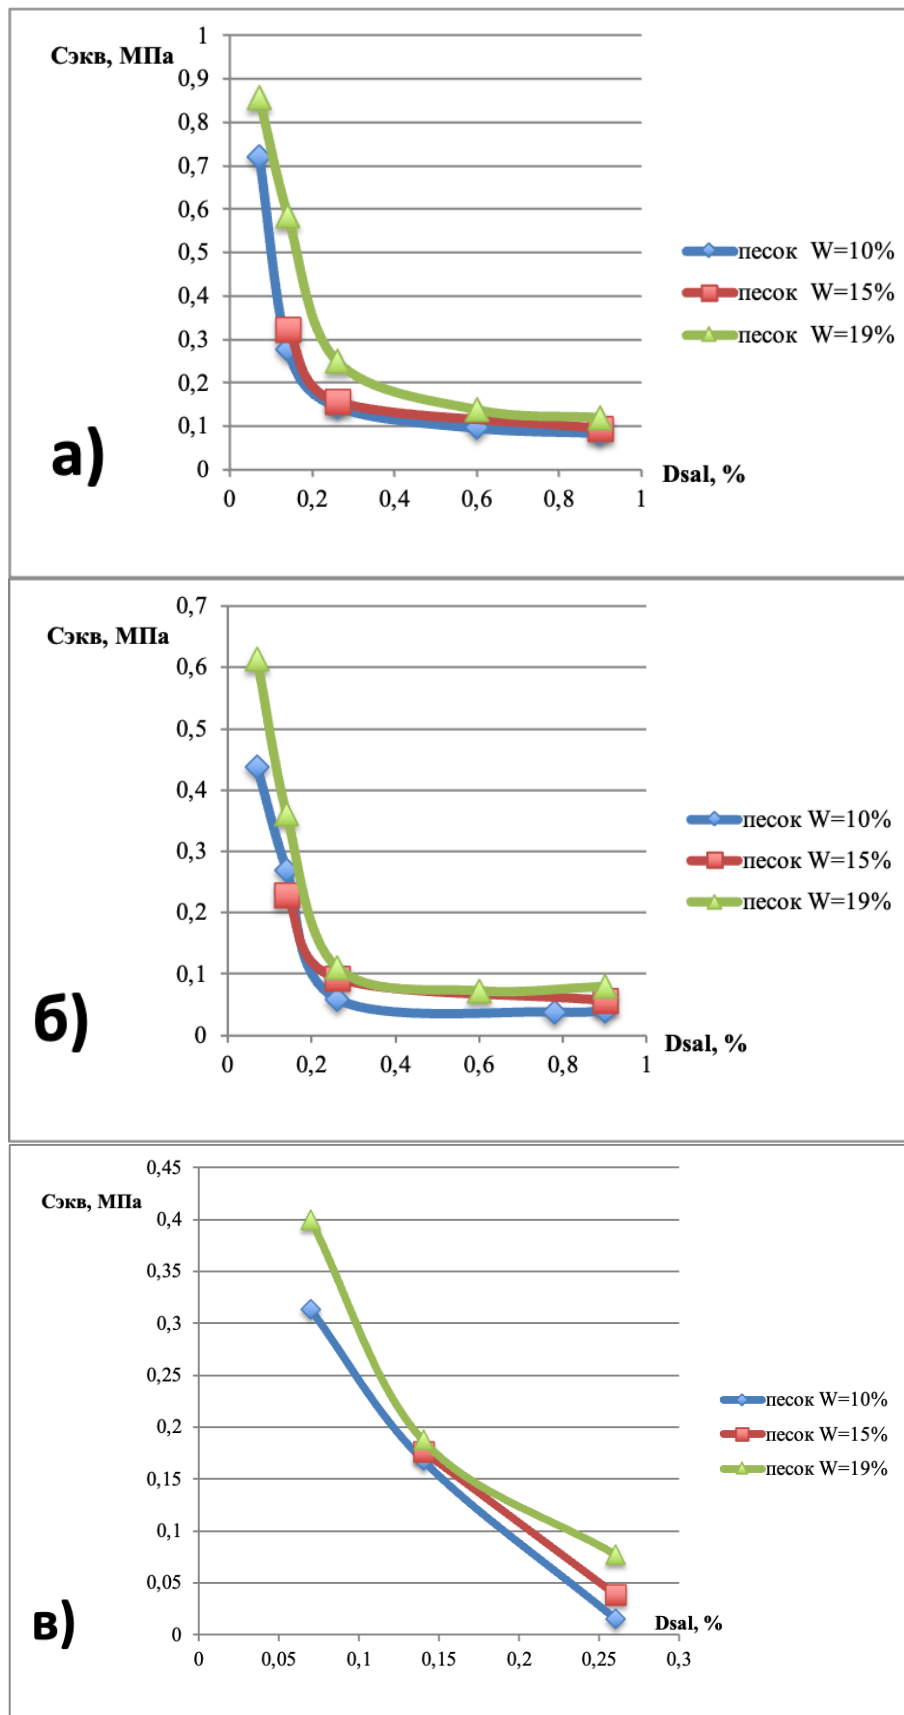 Сэкв, МПа
1
0,9
0,8
0,7
0,6
0,5
0,4
0,3
0,2
0,1
0
0 0,2 0,4 0,6 0,8 1
Dsal, %
песок W=10%
песок W=15%
песок W=19%
а)
Сэкв, МПа
0,7
0,6
0,5
0,4
0,3
0,2
0,1
0
0 0,2 0,4 0,6 0,8 1
Dsal, %
песок W=10%
песок W=15%
песок W=19%
б)
Сэкв, МПа
0,45
0,4
0,35
0,3
0,25
0,2
0,15
0,1
0,05
0
0 0,05 0,1 0,15 0,2 0,25 0,3
Dsal, %
песок W=10%
песок W=15%
песок W=19%
в)